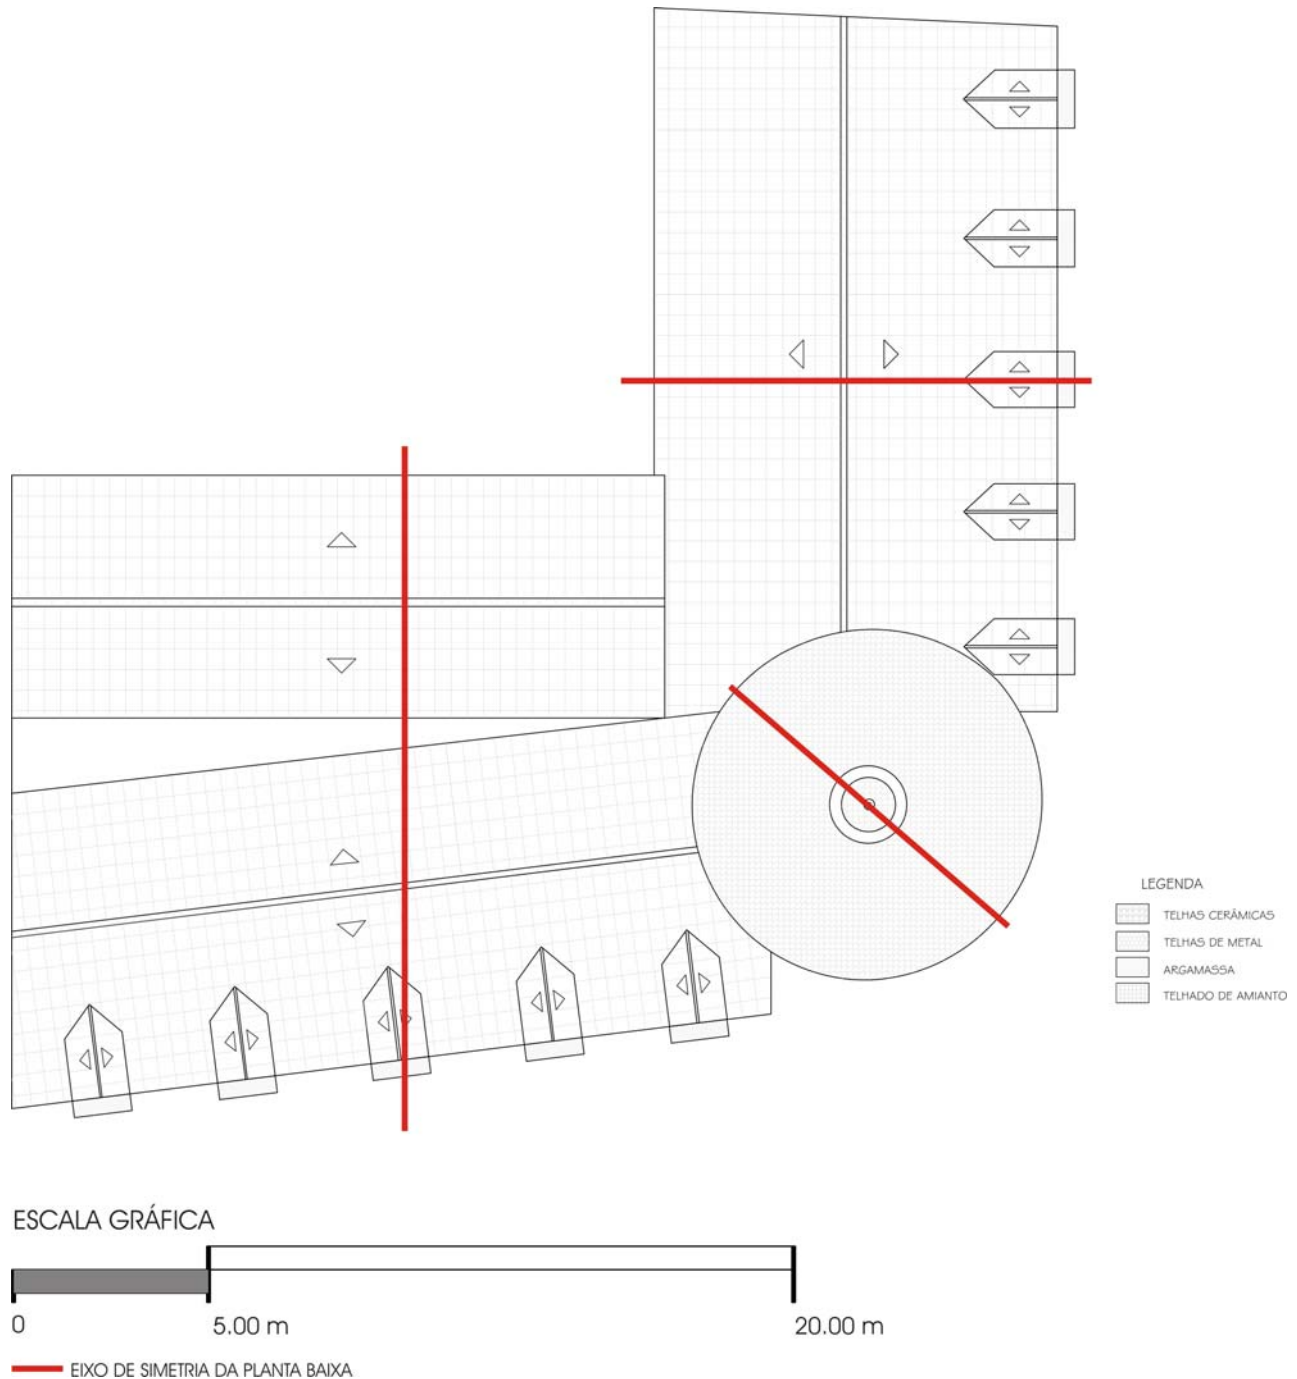 LEGENDA
TELHAS CERÂMICAS
TELHAS DE METAL
ARGAMASSA
TELHADO DE AMIANTO
ESCALA GRÁFICA
0 5.00 m 20.00 m
EIXO DE SIMETRIA DA PLANTA BAIXA